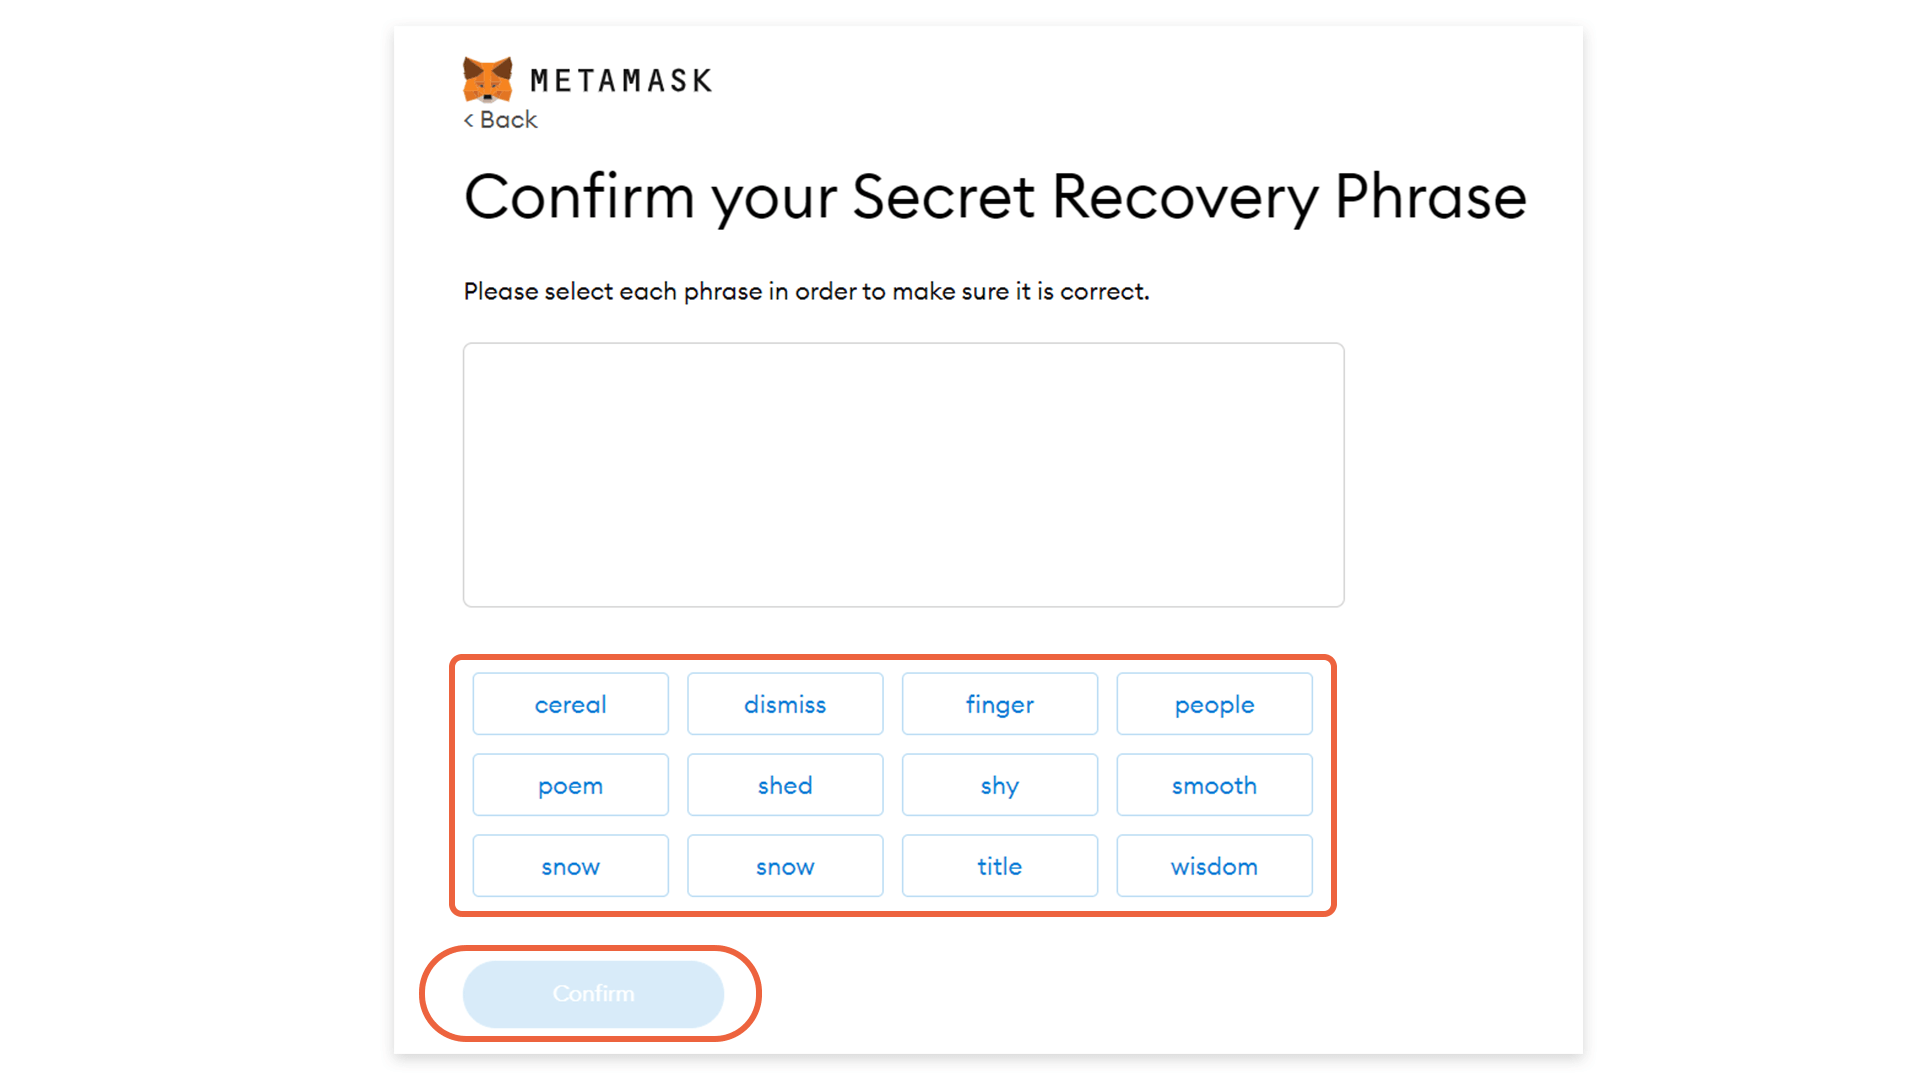 METAMASK
< Back
Confirm your Secret Recovery Phrase
Please select each phrase in order to make sure it is correct.
cereal dismiss finger people
poem shed shy smooth
snow snow title wisdom
Confirm